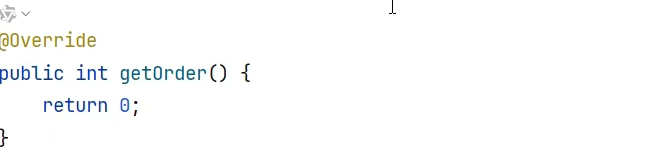 @Override
public int getOrder() {
    return 0;
}